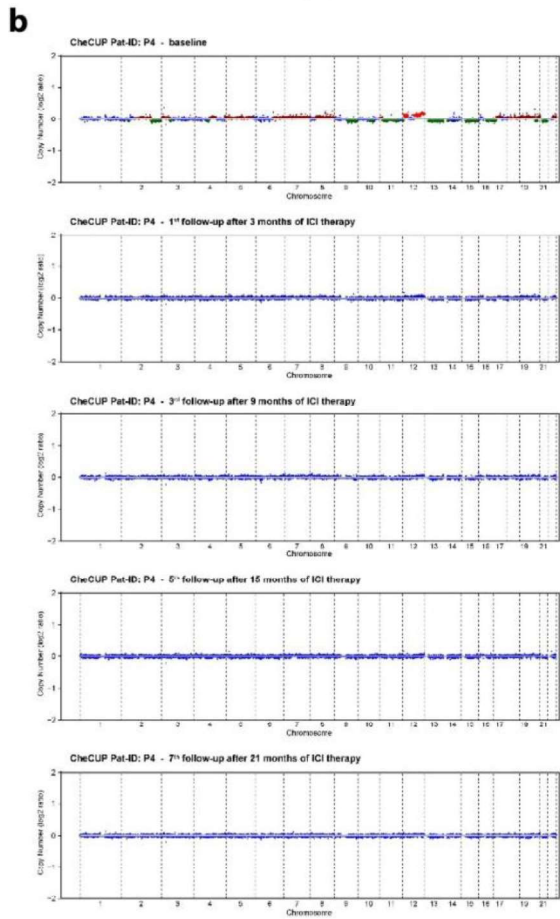 b
CheCUP Pat-ID: P4 - baseline
Copy Number (log2 ratio)
2
1
0
−1
−2
1 2 3 4 5 6 7 8 9 10 11 12 13 14 15 16 17 19 21
Chromosome
CheCUP Pat-ID: P4 - 1st follow-up after 3 months of ICI therapy
Copy Number (log2 ratio)
2
1
0
−1
−2
1 2 3 4 5 6 7 8 9 10 11 12 13 14 15 16 17 19 21
Chromosome
CheCUP Pat-ID: P4 - 3rd follow-up after 9 months of ICI therapy
Copy Number (log2 ratio)
2
1
0
−1
−2
1 2 3 4 5 6 7 8 9 10 11 12 13 14 15 16 17 19 21
Chromosome
CheCUP Pat-ID: P4 - 5th follow-up after 15 months of ICI therapy
Copy Number (log2 ratio)
2
1
0
−1
−2
1 2 3 4 5 6 7 8 9 10 11 12 13 14 15 16 17 19 21
Chromosome
CheCUP Pat-ID: P4 - 7th follow-up after 21 months of ICI therapy
Copy Number (log2 ratio)
2
1
0
−1
−2
1 2 3 4 5 6 7 8 9 10 11 12 13 14 15 16 17 19 21
Chromosome